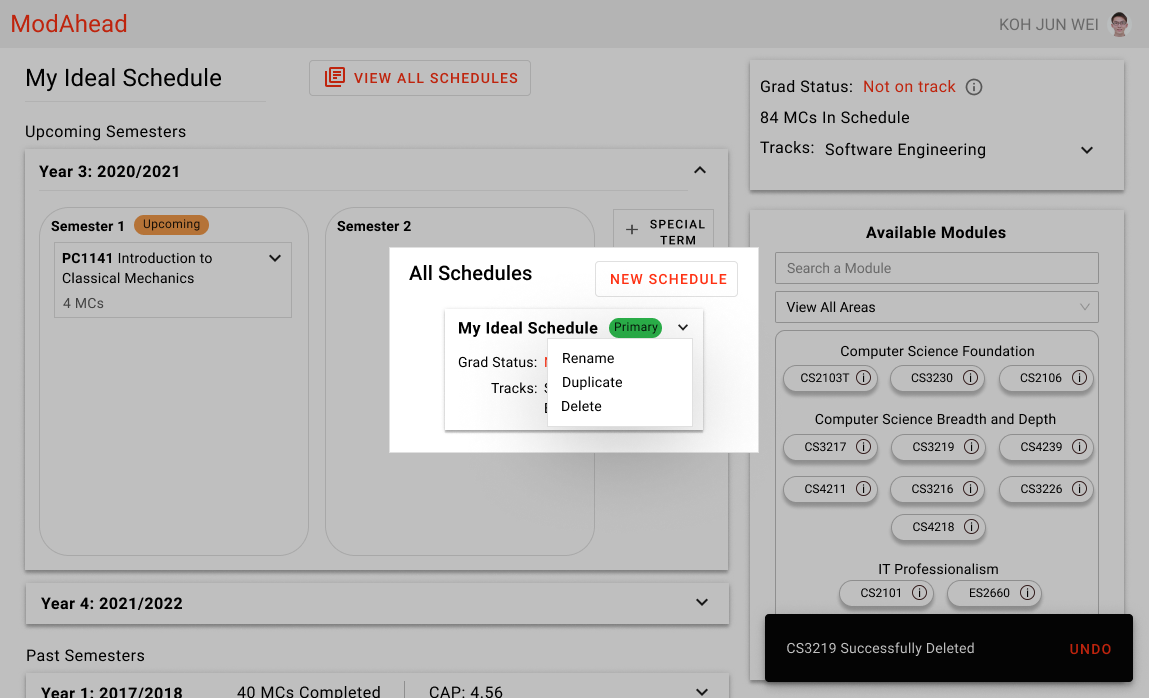 ModAhead
KOH JUN WEI
My Ideal Schedule
VIEW ALL SCHEDULES
Upcoming Semesters
Year 3: 2020/2021
Semester 1
Upcoming
PC1141 Introduction to
Classical Mechanics
4 MCs
Semester 2
SPECIAL
TERM
All Schedules
NEW SCHEDULE
My Ideal Schedule
Primary
Grad Status:
Tracks:
Rename
Duplicate
Delete
Year 4: 2021/2022
Past Semesters
Year 1: 2017/2018
40 MCs Completed
CAP: 4.56
Grad Status: Not on track
84 MCs In Schedule
Tracks: Software Engineering
Available Modules
Search a Module
View All Areas
Computer Science Foundation
CS2103T
CS3230
CS2106
Computer Science Breadth and Depth
CS3217
CS3219
CS4239
CS4211
CS3216
CS3226
CS4218
IT Professionalism
CS2101
ES2660
CS3219 Successfully Deleted
UNDO